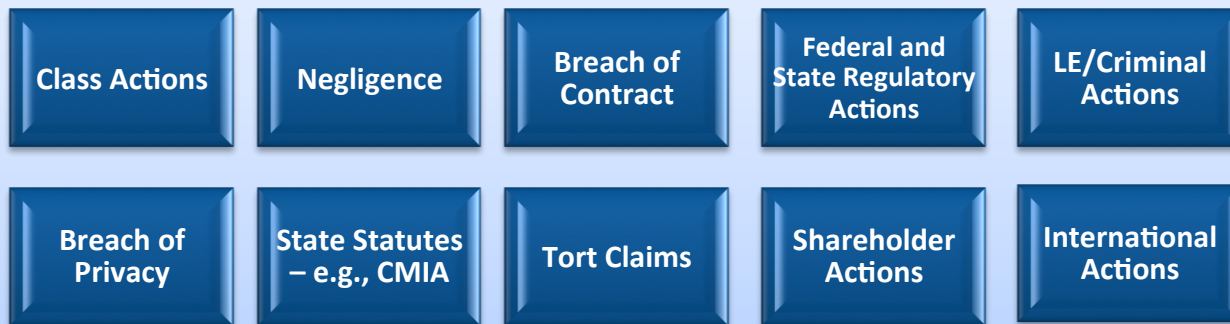 Class Actions
Negligence
Breach of
Contract
Federal and
State Regulatory
Actions
LE/Criminal
Actions
Breach of
Privacy
State Statutes
– e.g., CMIA
Tort Claims
Shareholder
Actions
International
Actions